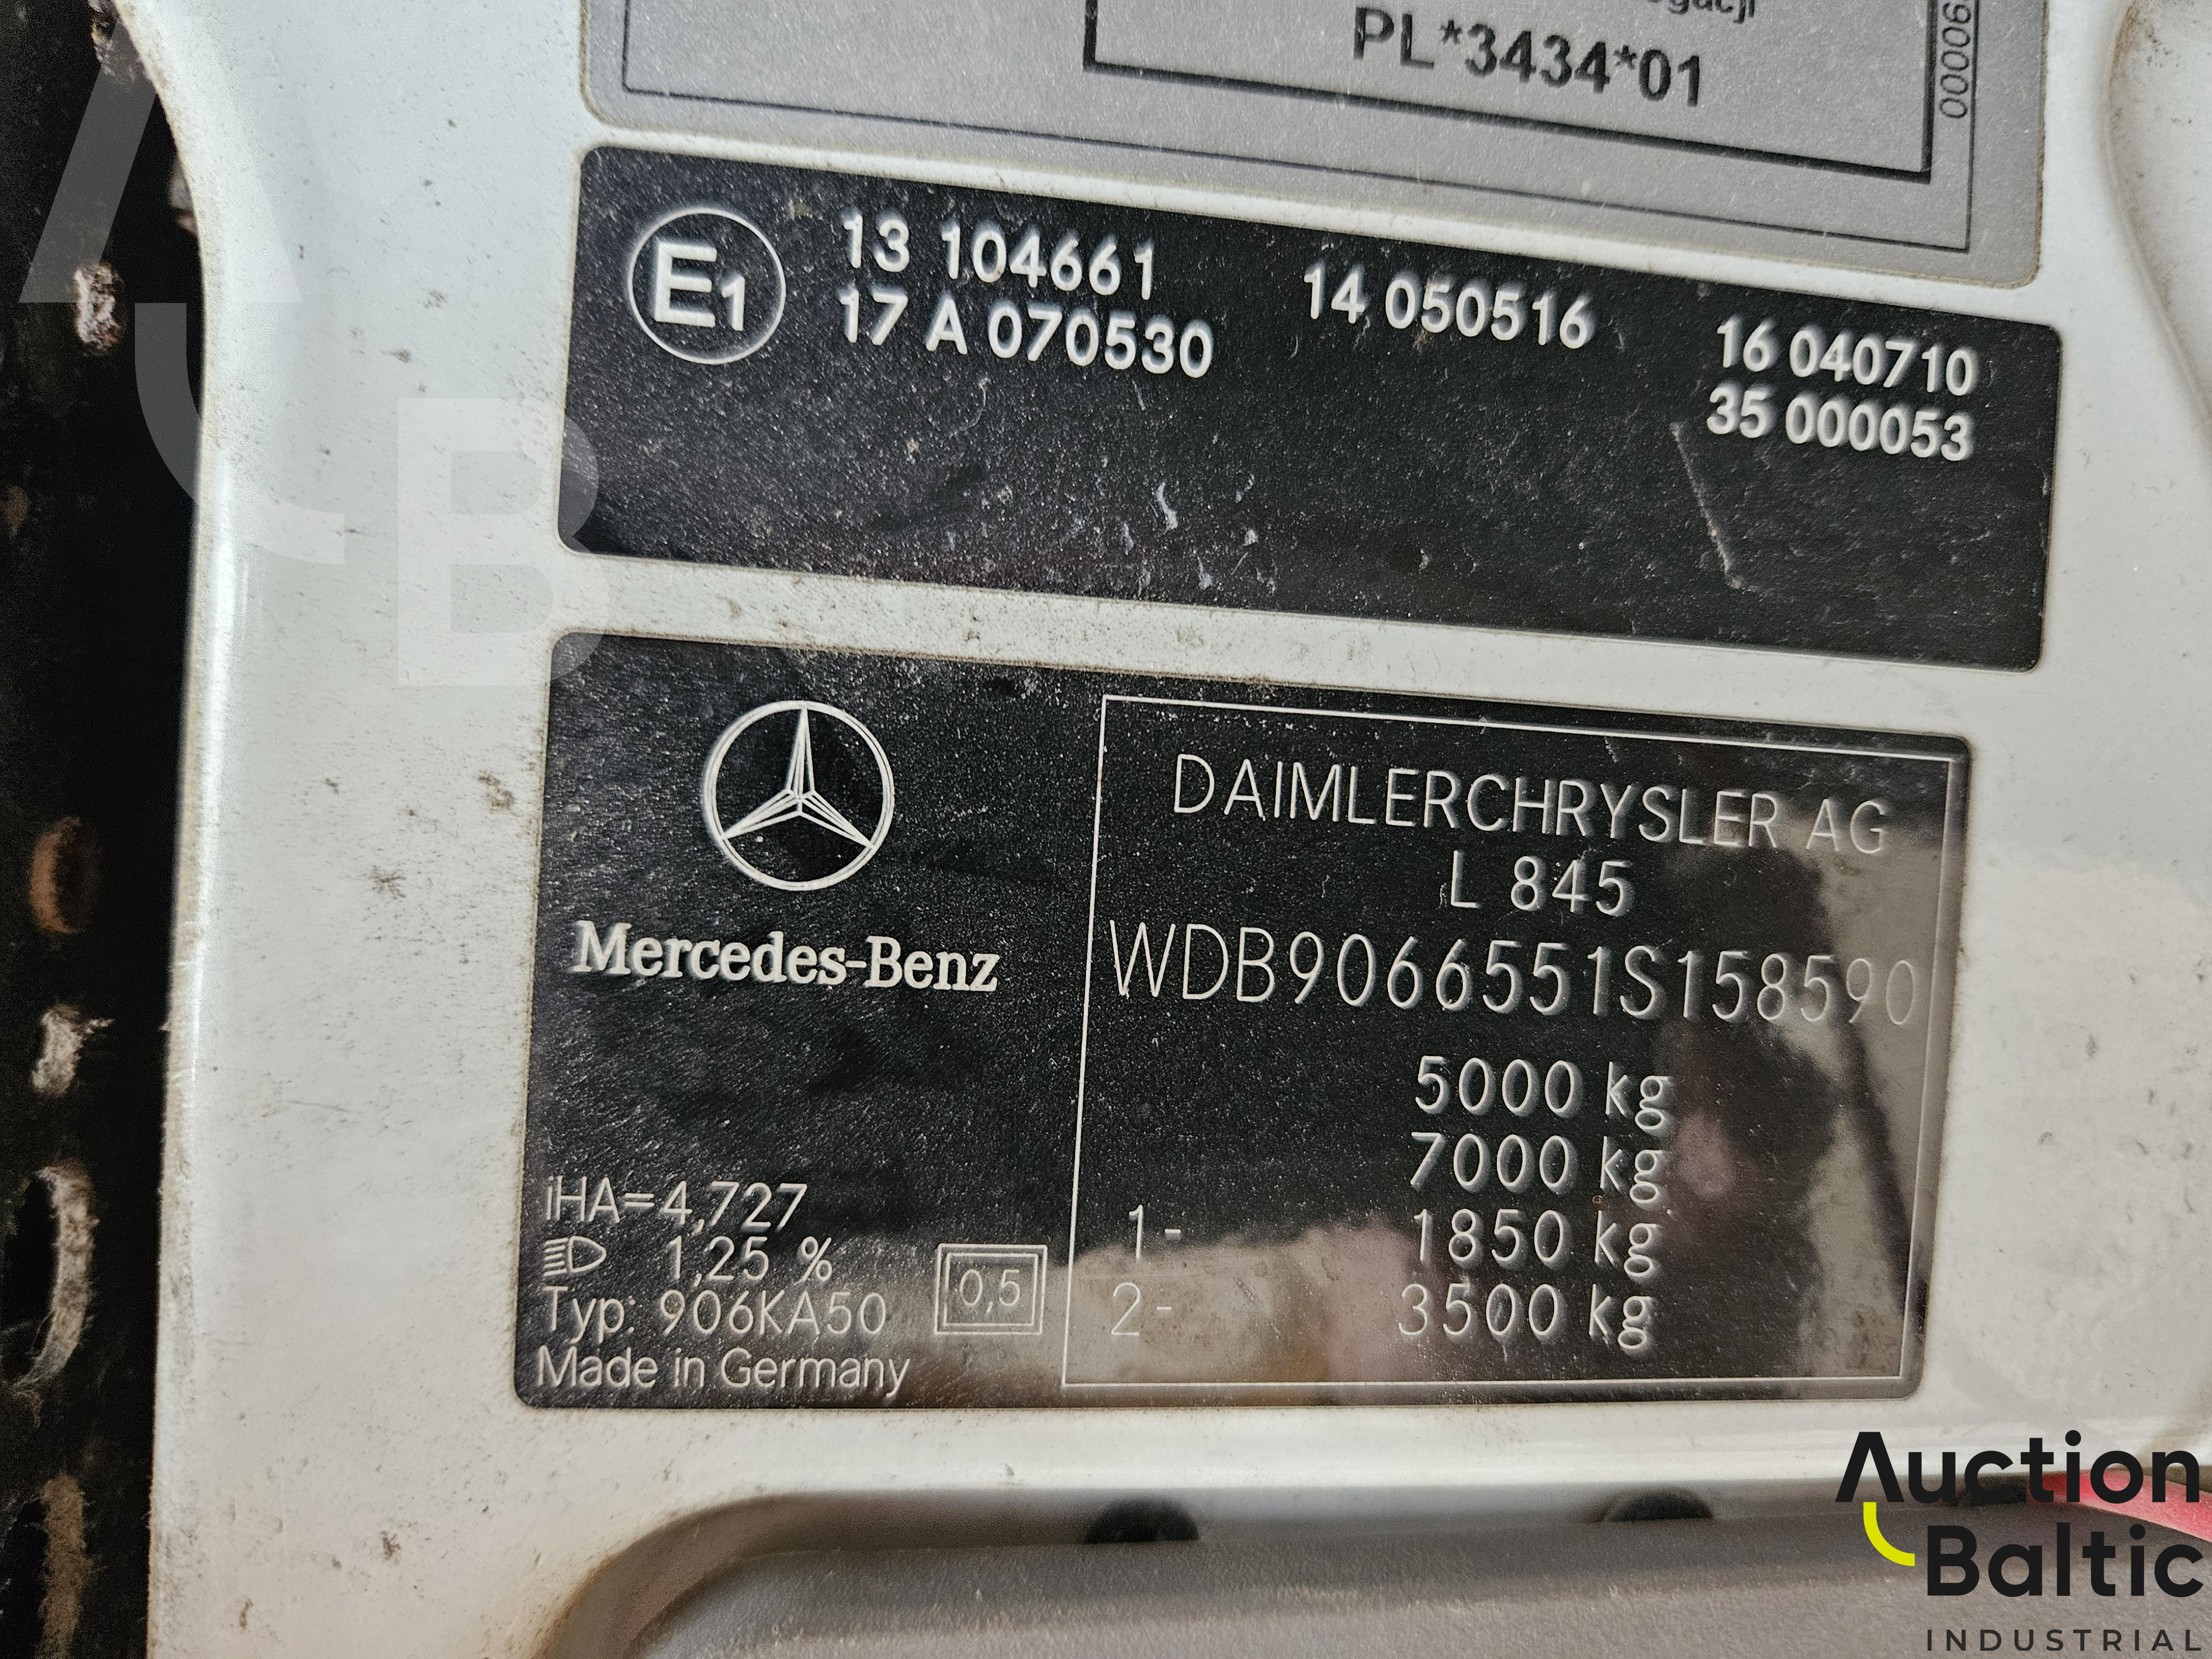 PL*3434*01
E1
13 104661
14 050516
16 040710
17 A 070530
35 000053
DAIMLERCHRYSLER AG
L 845
WDB9066551S158590
Mercedes-Benz
5000 kg
7000 kg
1- 1850 kg
2- 3500 kg
iHA=4,727
1,25 %
Typ: 906KA50
0,5
Made in Germany
Auction
Baltic
INDUSTRIAL